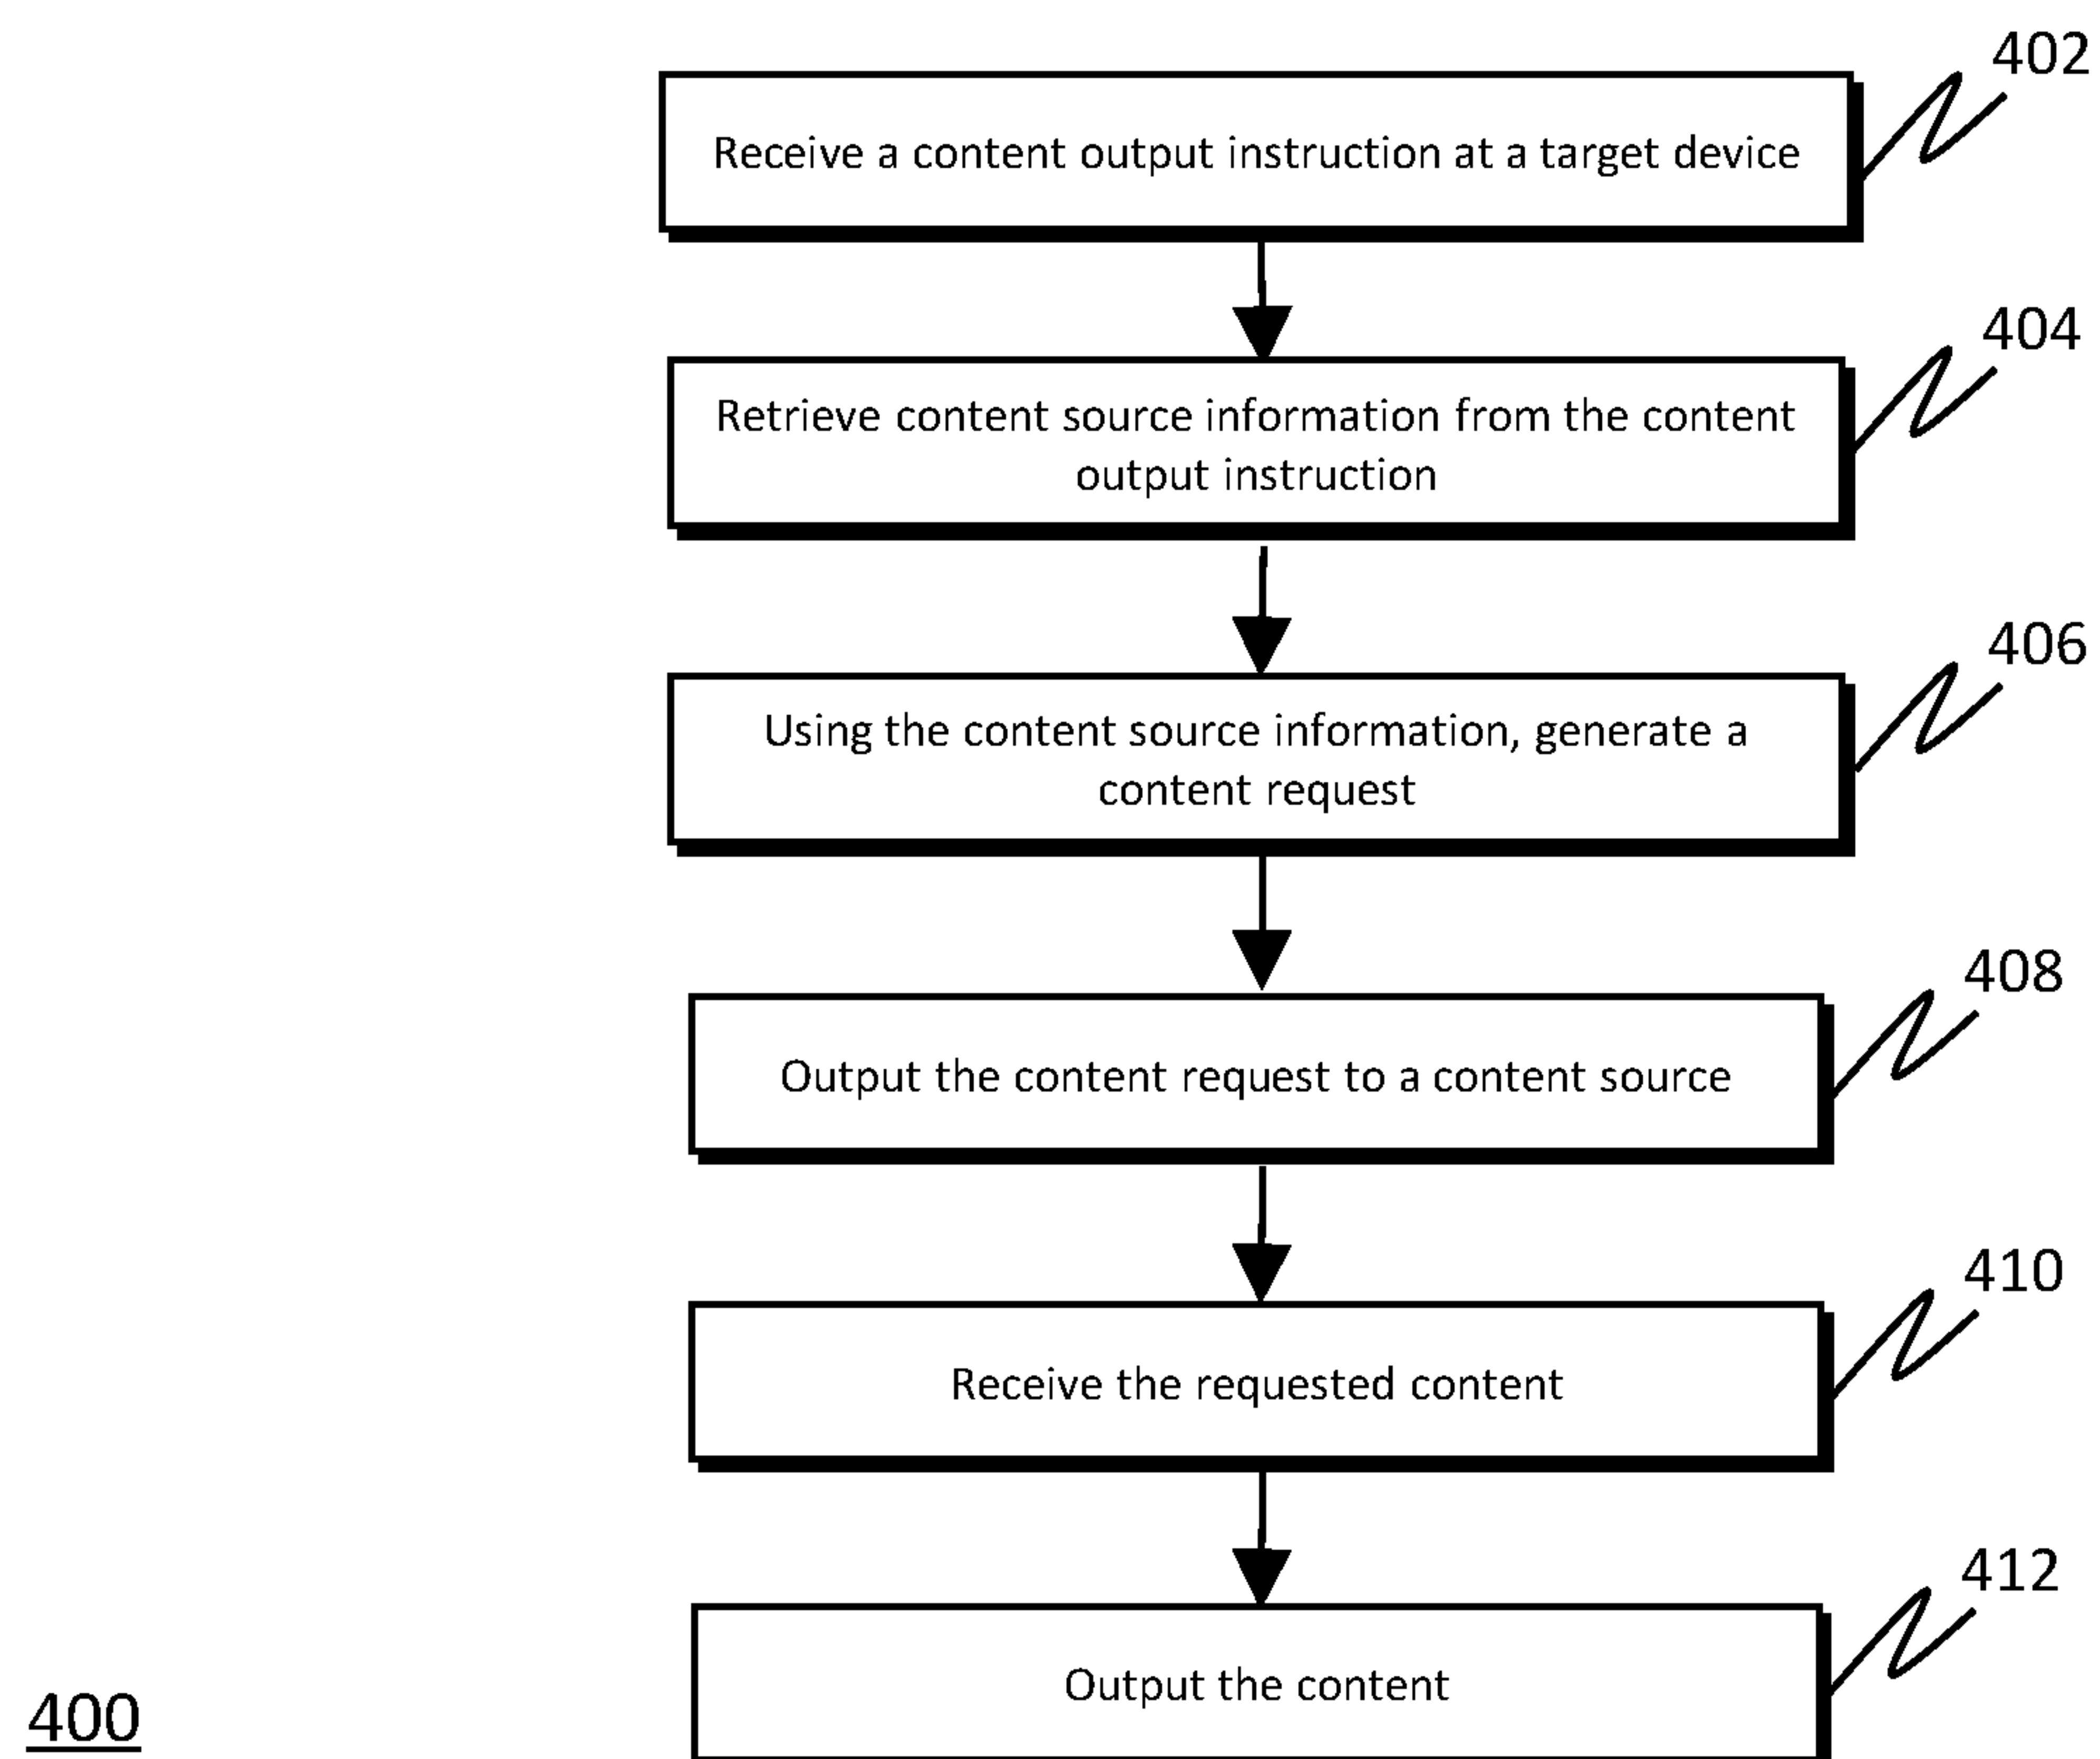 402
Receive a content output instruction at a target device
404
Retrieve content source information from the content
output instruction
406
Using the content source information, generate a
content request
408
Output the content request to a content source
410
Receive the requested content
412
Output the content
400